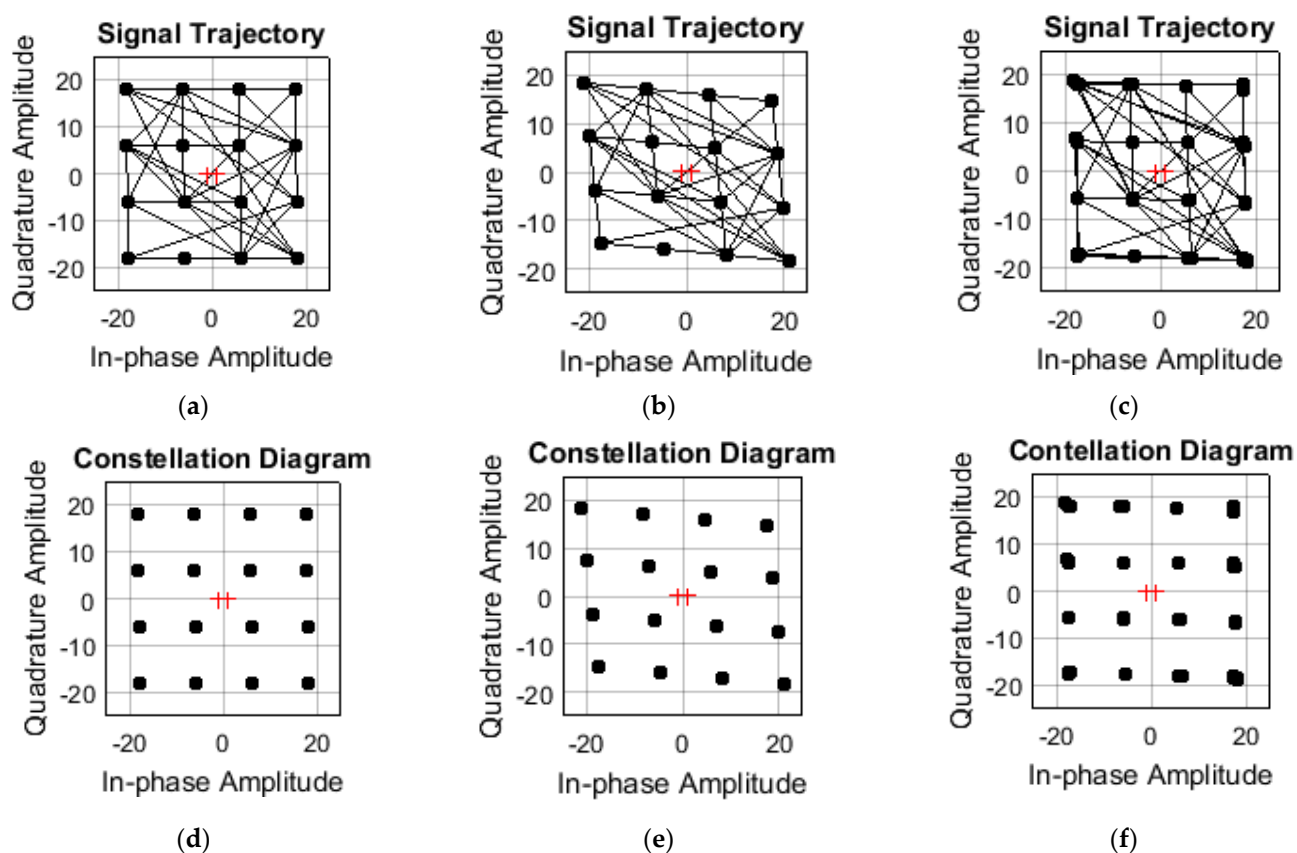 Signal Trajectory
Quadrature Amplitude
20
10
0
-10
-20
-20 0 20
In-phase Amplitude
(a)
Signal Trajectory
Quadrature Amplitude
20
10
0
-10
-20
-20 0 20
In-phase Amplitude
(b)
Signal Trajectory
Quadrature Amplitude
20
10
0
-10
-20
-20 0 20
In-phase Amplitude
(c)
Constellation Diagram
Quadrature Amplitude
20
10
0
-10
-20
-20 0 20
In-phase Amplitude
(d)
Constellation Diagram
Quadrature Amplitude
20
10
0
-10
-20
-20 0 20
In-phase Amplitude
(e)
Contellation Diagram
Quadrature Amplitude
20
10
0
-10
-20
-20 0 20
In-phase Amplitude
(f)